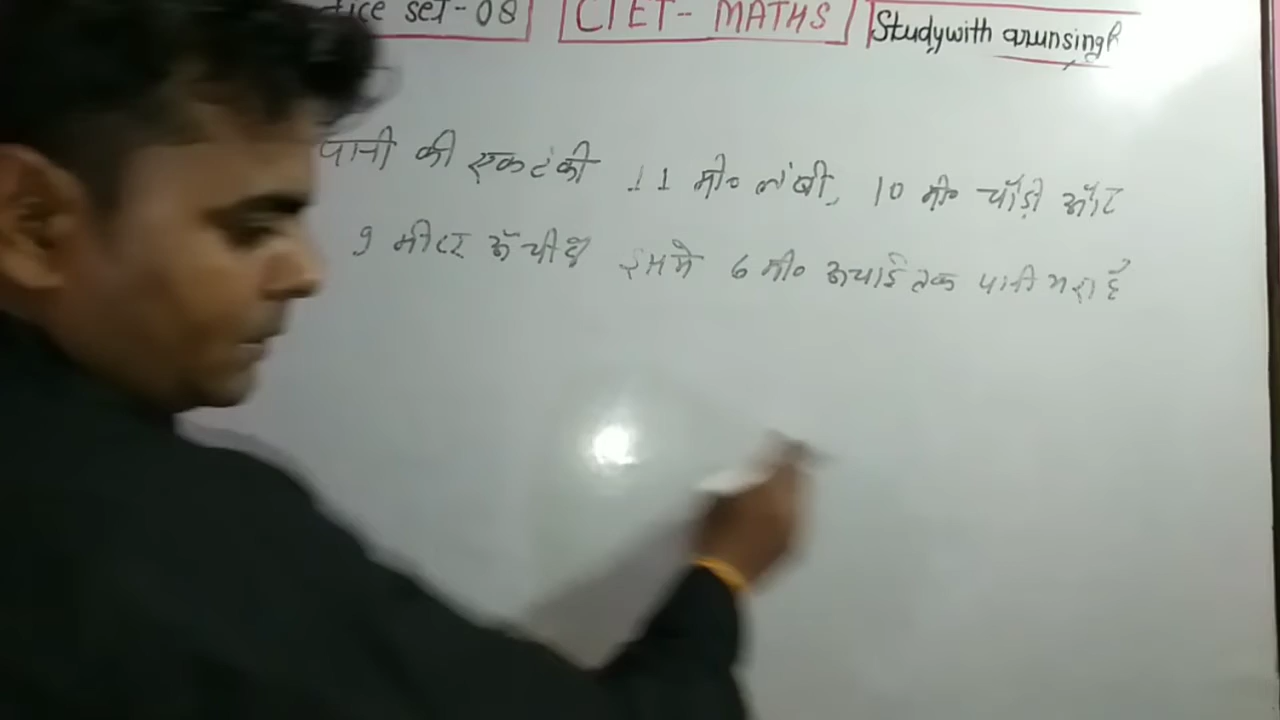 tice set-08 CTET- MATHS Studywith arunsingh
पानी की एक टंकी 11 मी० लंबी, 10 मी० चौड़ी और
9 मीटर ऊँची है इसमे 6 मी० ऊचाई तक पानी भरा है